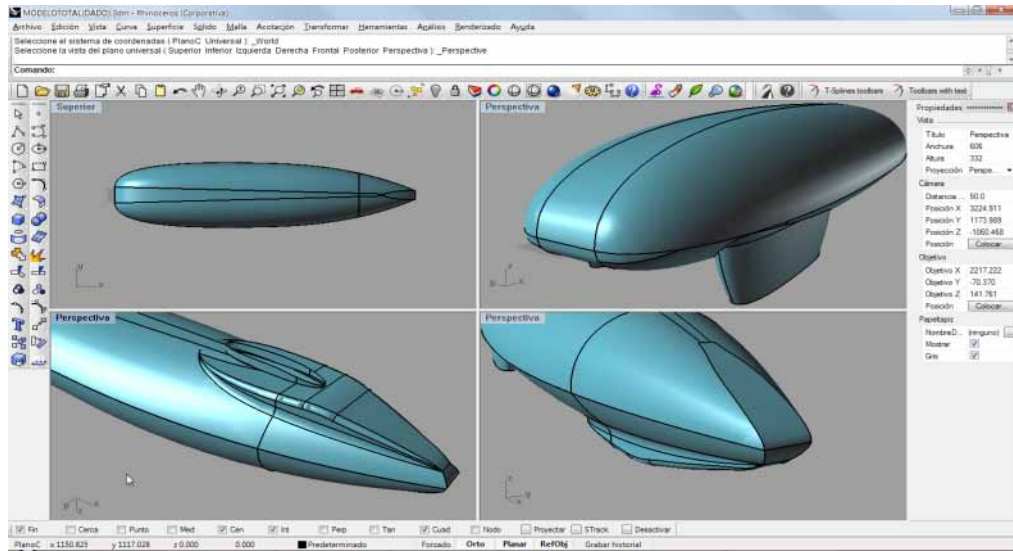 MODELOTOTAL(DADO).3dm - Rhinoceros (Corporativa)
Archivo Edición Vista Curva Superficie Sólido Malla Acotación Transformar Herramientas Análisis Renderizado Ayuda
Seleccione el sistema de coordenadas ( PlanoC Universal ): _World
Seleccione la vista del plano universal ( Superior Inferior Izquierda Derecha Frontal Posterior Perspectiva ): _Perspective
Comando:
T-Splines toolbars Toolbars with text
Superior
Perspectiva
Perspectiva
Perspectiva
Propiedades
Vista
Título Perspectiva
Anchura 606
Altura 332
Proyección Perspe...
Cámara
Distancia ... 50.0
Posición X 3224.911
Posición Y 1173.989
Posición Z -1060.468
Posición Colocar...
Objetivo
Objetivo X 2217.222
Objetivo Y -70.370
Objetivo Z 141.761
Posición Colocar...
Papeltapiz
NombreD... (ninguno) ...
Mostrar
Gris
Fin Cerca Punto Med Cen Int Perp Tan Cuad Nodo Proyectar STrack Desactivar
PlanoC x 1150.825 y 1117.028 z 0.000 0.000 Predeterminado Forzado Orto Planar RefObj Grabar historial